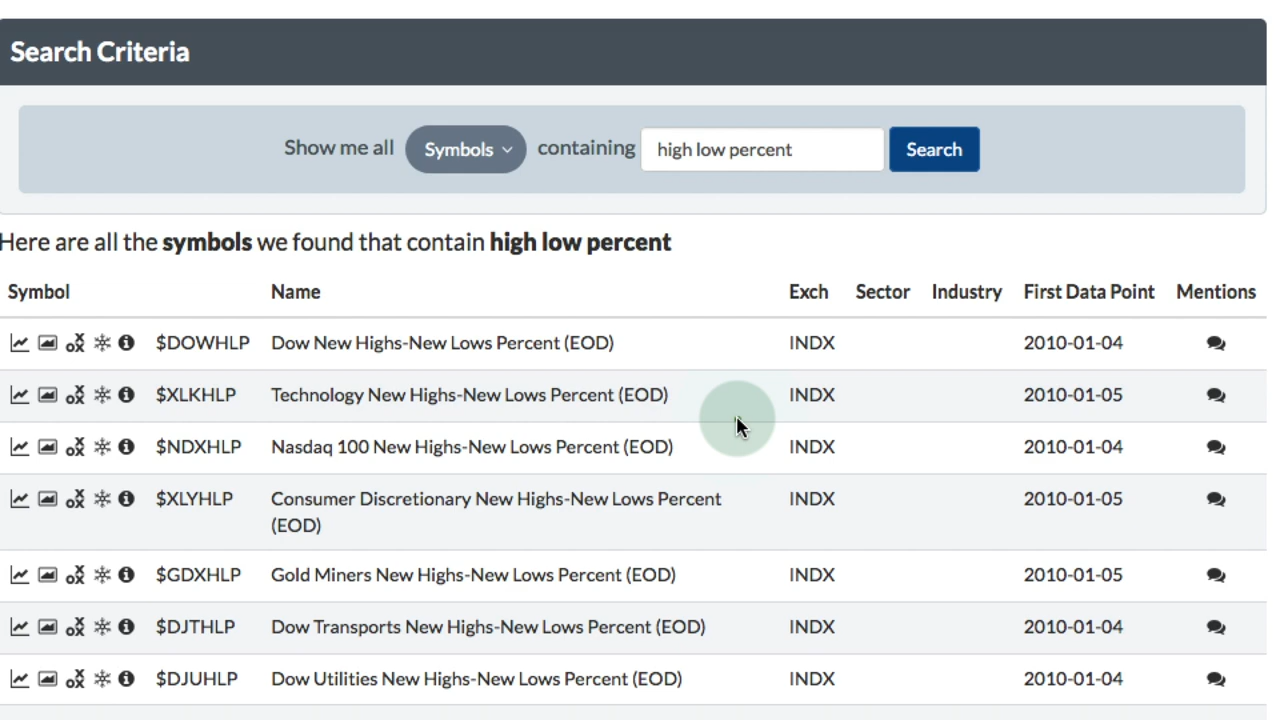 Search Criteria
Show me all Symbols containing high low percent Search
Here are all the symbols we found that contain high low percent
Symbol Name Exch Sector Industry First Data Point Mentions
$DOWHLP Dow New Highs-New Lows Percent (EOD) INDX 2010-01-04
$XLKHLP Technology New Highs-New Lows Percent (EOD) INDX 2010-01-05
$NDXHLP Nasdaq 100 New Highs-New Lows Percent (EOD) INDX 2010-01-04
$XLYHLP Consumer Discretionary New Highs-New Lows Percent INDX 2010-01-05
(EOD)
$GDXHLP Gold Miners New Highs-New Lows Percent (EOD) INDX 2010-01-05
$DJTHLP Dow Transports New Highs-New Lows Percent (EOD) INDX 2010-01-04
$DJUHLP Dow Utilities New Highs-New Lows Percent (EOD) INDX 2010-01-04